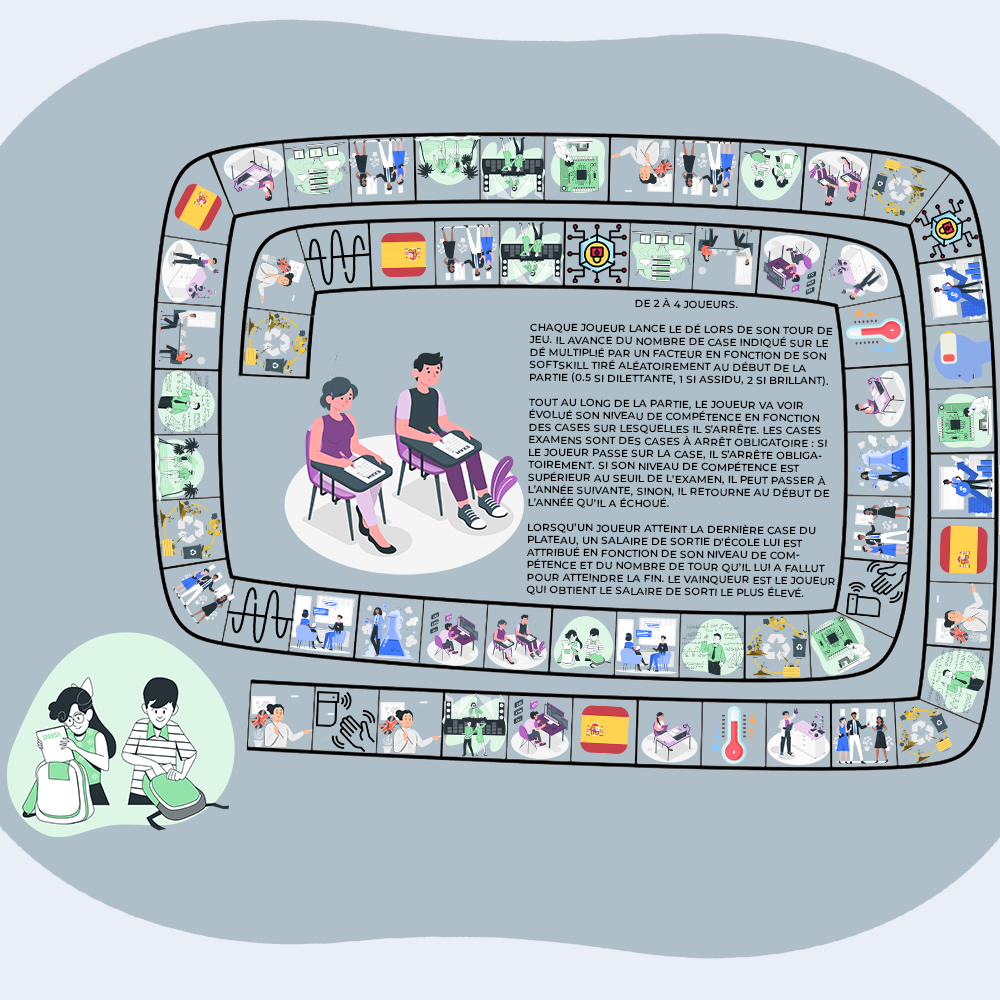 DE 2 À 4 JOUEURS.
CHAQUE JOUEUR LANCE LE DÉ LORS DE SON TOUR DE
JEU. IL AVANCE DU NOMBRE DE CASE INDIQUÉ SUR LE
DÉ MULTIPLIÉ PAR UN FACTEUR EN FONCTION DE SON
SOFTSKILL TIRÉ ALÉATOIREMENT AU DÉBUT DE LA
PARTIE (0.5 SI DILETTANTE, 1 SI ASSIDU, 2 SI BRILLANT).
TOUT AU LONG DE LA PARTIE, LE JOUEUR VA VOIR
ÉVOLUÉ SON NIVEAU DE COMPÉTENCE EN FONCTION
DES CASES SUR LESQUELLES IL S'ARRÊTE. LES CASES
EXAMENS SONT DES CASES À ARRÊT OBLIGATOIRE : SI
LE JOUEUR PASSE SUR LA CASE, IL S'ARRÊTE OBLIGA-
TOIREMENT. SI SON NIVEAU DE COMPÉTENCE EST
SUPÉRIEUR AU SEUIL DE L'EXAMEN, IL PEUT PASSER À
L'ANNÉE SUIVANTE, SINON, IL RETOURNE AU DÉBUT DE
L'ANNÉE QU'IL A ÉCHOUÉ.
LORSQU'UN JOUEUR ATTEINT LA DERNIÈRE CASE DU
PLATEAU, UN SALAIRE DE SORTIE D'ÉCOLE LUI EST
ATTRIBUÉ EN FONCTION DE SON NIVEAU DE COM-
PÉTENCE ET DU NOMBRE DE TOUR QU'IL LUI A FALLUT
POUR ATTEINDRE LA FIN. LE VAINQUEUR EST LE JOUEUR
QUI OBTIENT LE SALAIRE DE SORTI LE PLUS ÉLEVÉ.
EXAM
EXAM
SPANISH